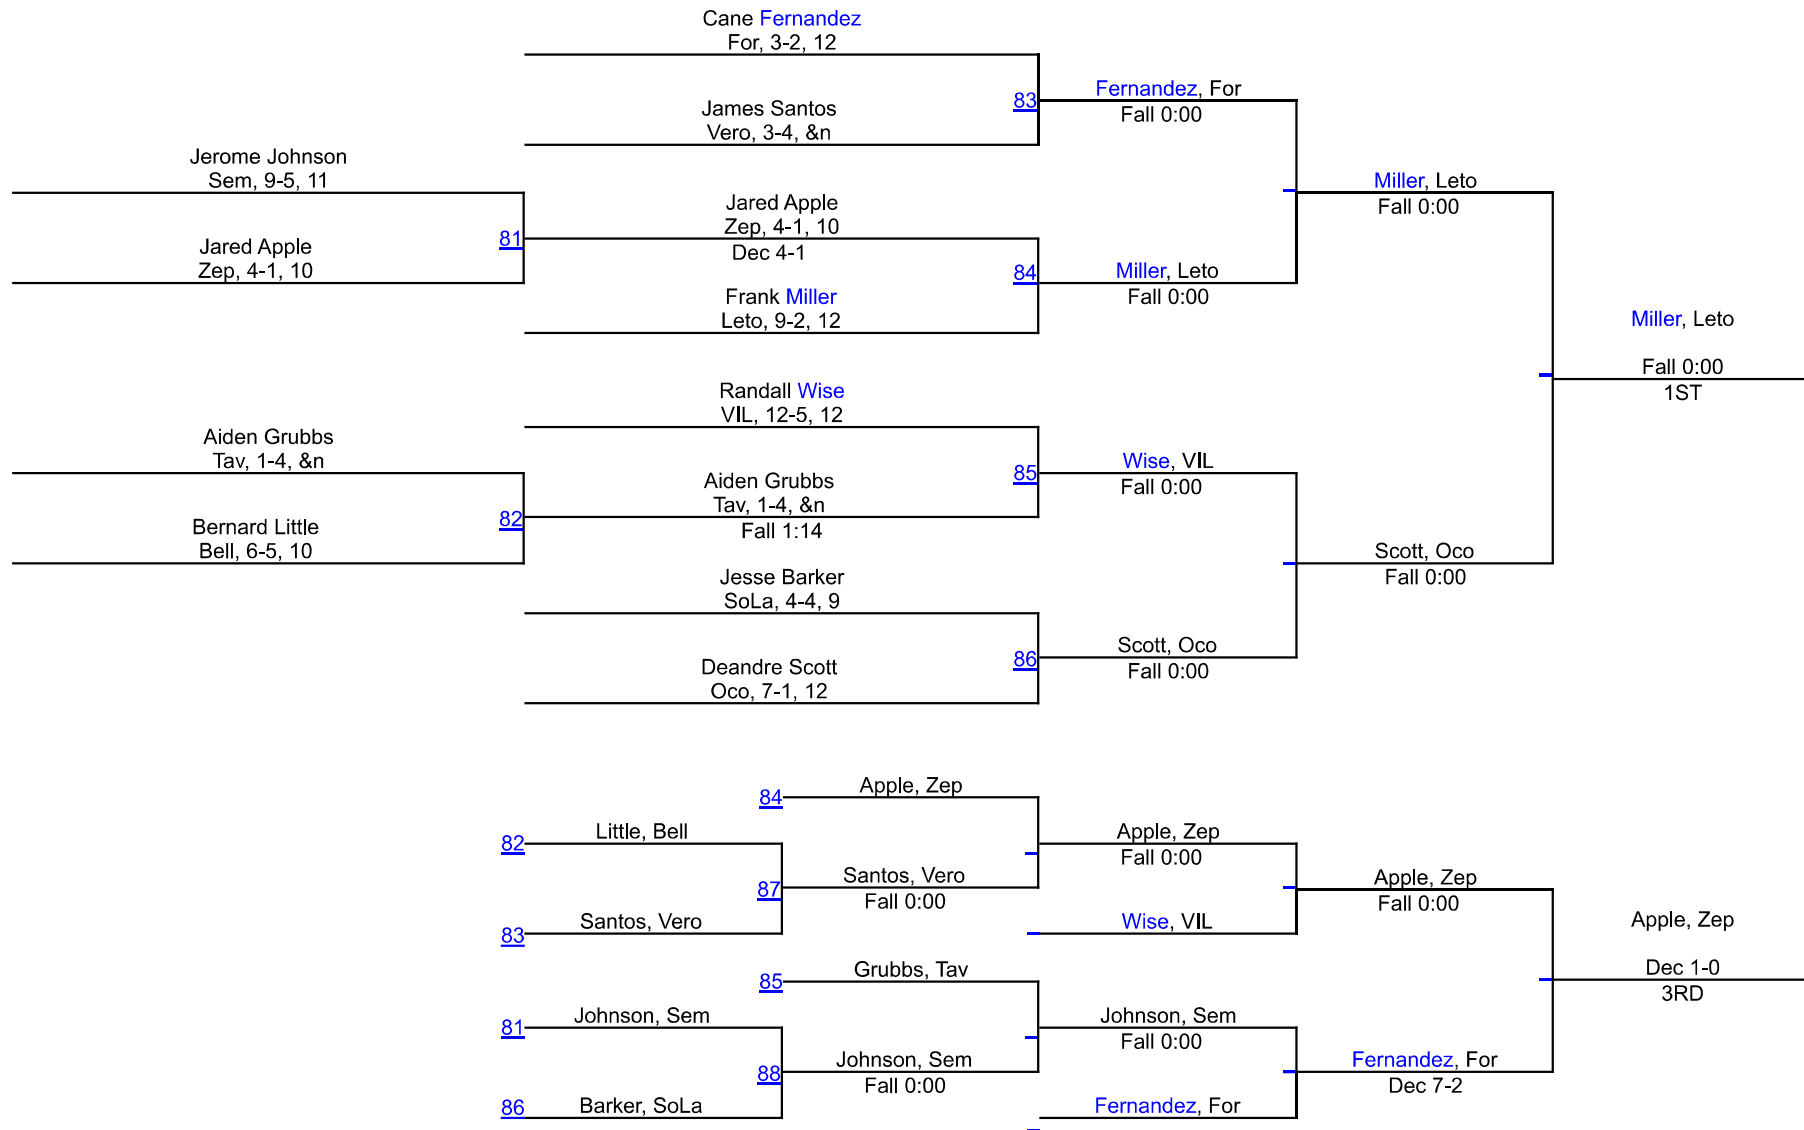 Cane Fernandez
For, 3-2, 12
83
Fernandez, For
Fall 0:00
James Santos
Vero, 3-4, &n
Jerome Johnson
Sem, 9-5, 11
Miller, Leto
Fall 0:00
81
Jared Apple
Zep, 4-1, 10
Dec 4-1
Jared Apple
Zep, 4-1, 10
84
Miller, Leto
Fall 0:00
Frank Miller
Leto, 9-2, 12
Miller, Leto
Fall 0:00
1ST
Randall Wise
VIL, 12-5, 12
Aiden Grubbs
Tav, 1-4, &n
85
Wise, VIL
Fall 0:00
82
Aiden Grubbs
Tav, 1-4, &n
Fall 1:14
Bernard Little
Bell, 6-5, 10
Scott, Oco
Fall 0:00
Jesse Barker
SoLa, 4-4, 9
86
Scott, Oco
Fall 0:00
Deandre Scott
Oco, 7-1, 12
84
Apple, Zep
82
Little, Bell
Apple, Zep
Fall 0:00
87
Santos, Vero
Fall 0:00
Apple, Zep
Fall 0:00
83
Santos, Vero
Wise, VIL
Apple, Zep
Dec 1-0
3RD
85
Grubbs, Tav
81
Johnson, Sem
Johnson, Sem
Fall 0:00
88
Johnson, Sem
Fall 0:00
Fernandez, For
Dec 7-2
86
Barker, SoLa
Fernandez, For